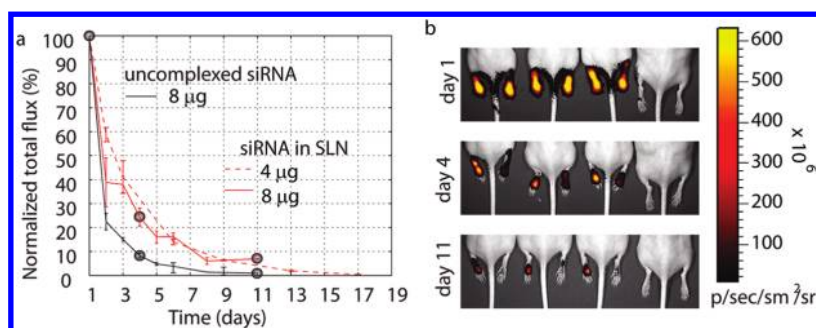 a
Normalized total flux (%)
100
90
80
70
60
50
40
30
20
10
0
uncomplexed siRNA
8 μg
siRNA in SLN
4 μg
8 μg
1 3 5 7 9 11 13 15 17 19
Time (days)
b
day 1
day 4
day 11
600
500
400
300
200
100
x 10⁶
p/sec/sm²/sr